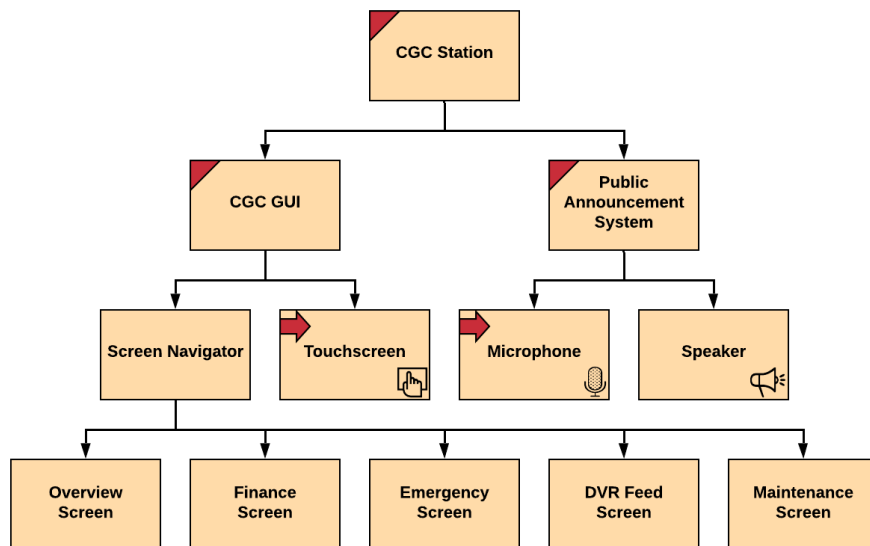 CGC Station
CGC GUI
Public
Announcement
System
Screen Navigator
Touchscreen
Microphone
Speaker
Overview
Screen
Finance
Screen
Emergency
Screen
DVR Feed
Screen
Maintenance
Screen